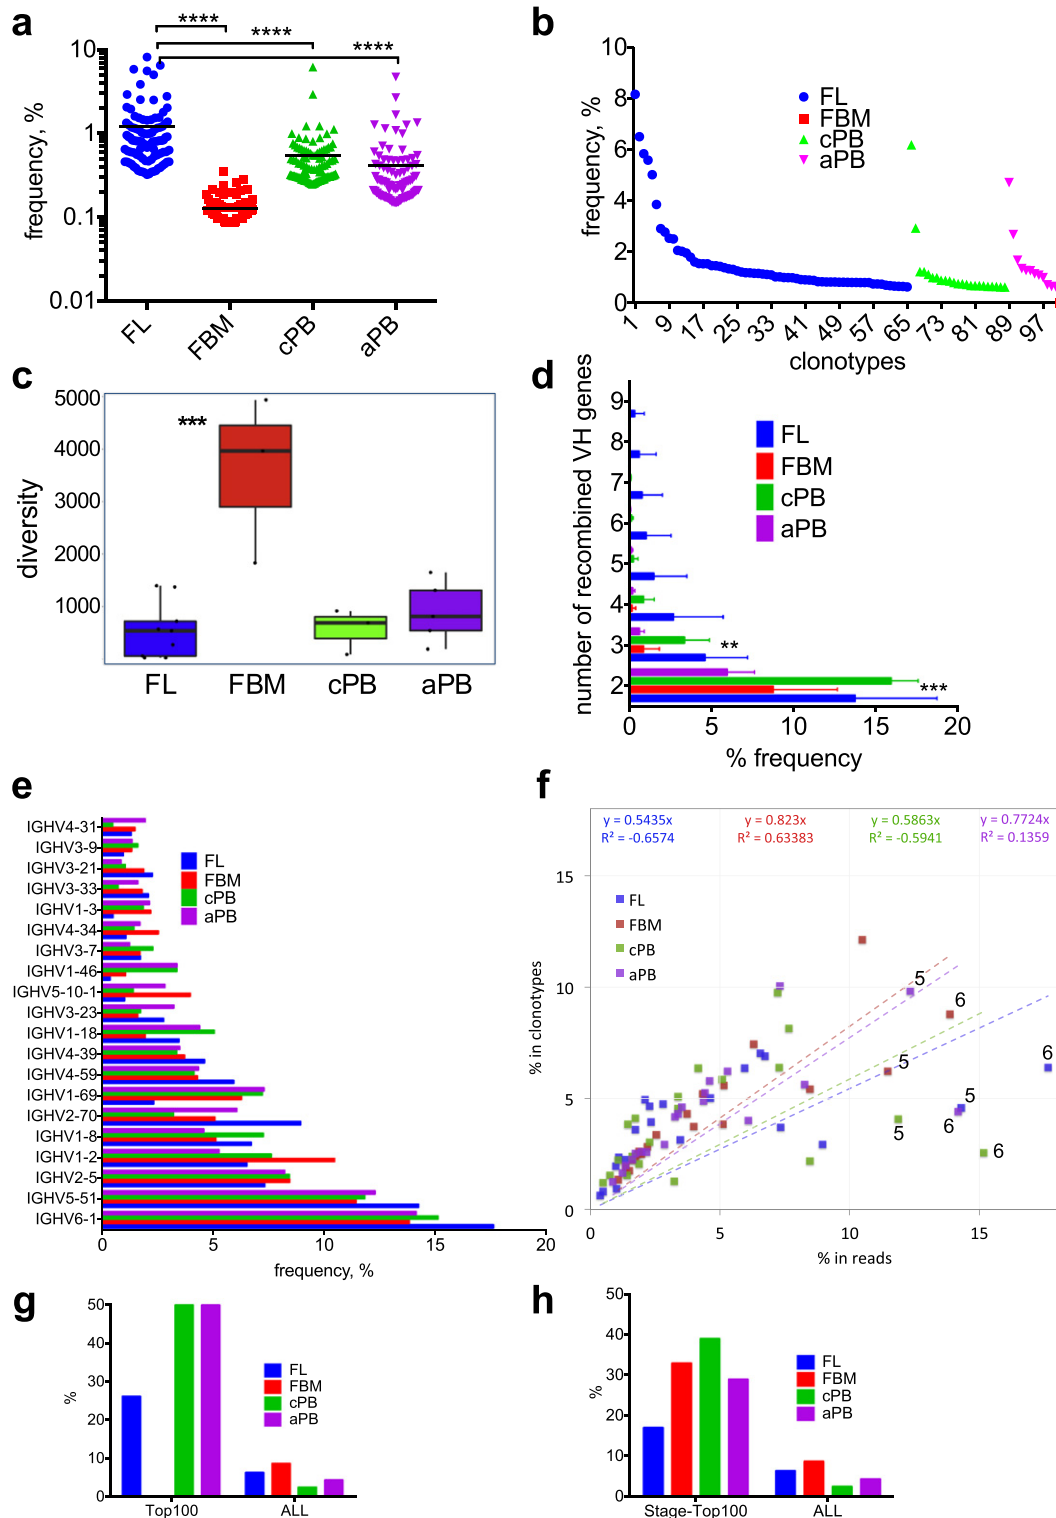 a
****
****
****
10
1
0.1
0.01
frequency, %
FL
FBM
cPB
aPB
b
10
8
6
4
2
0
frequency, %
FL
FBM
cPB
aPB
1
9
17
25
33
41
49
57
65
73
81
89
97
clonotypes
c
5000
4000
3000
2000
1000
diversity
***
FL
FBM
cPB
aPB
d
number of recombined VH genes
9
8
7
6
5
4
3
2
FL
FBM
cPB
aPB
**
***
0
5
10
15
20
% frequency
e
IGHV4-31
IGHV3-9
IGHV3-21
IGHV3-33
IGHV1-3
IGHV4-34
IGHV3-7
IGHV1-46
IGHV5-10-1
IGHV3-23
IGHV1-18
IGHV4-39
IGHV4-59
IGHV1-69
IGHV2-70
IGHV1-8
IGHV1-2
IGHV2-5
IGHV5-51
IGHV6-1
FL
FBM
cPB
aPB
0
5
10
15
20
frequency, %
f
y = 0.5435x
R² = -0.6574
y = 0.823x
R² = 0.63383
y = 0.5863x
R² = -0.5941
y = 0.7724x
R² = 0.1359
15
10
5
0
% in clonotypes
FL
FBM
cPB
aPB
5
6
5
6
5
6
5
6
0
5
10
15
% in reads
g
50
40
30
20
10
0
%
FL
FBM
cPB
aPB
Top100
ALL
h
50
40
30
20
10
0
%
FL
FBM
cPB
aPB
Stage-Top100
ALL